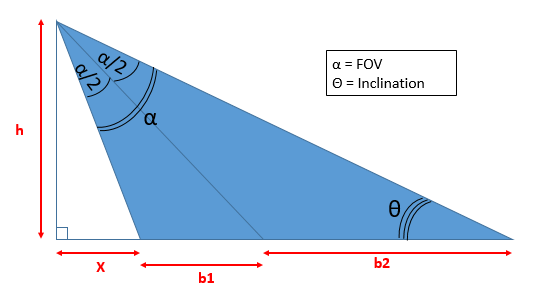 α/2
α/2
α = FOV
Θ = Inclination
α
h
θ
X
b1
b2